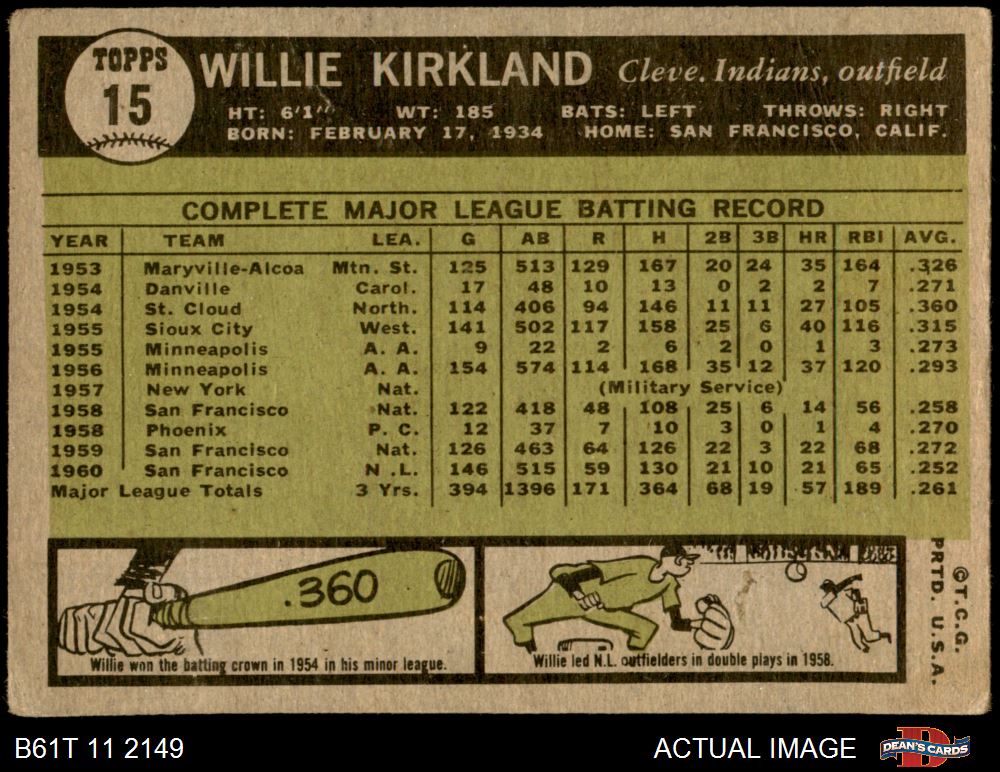 TOPPS
15
WILLIE KIRKLAND Cleve. Indians, outfield
HT: 6'1" WT: 185 BATS: LEFT THROWS: RIGHT
BORN: FEBRUARY 17, 1934 HOME: SAN FRANCISCO, CALIF.
COMPLETE MAJOR LEAGUE BATTING RECORD
YEAR TEAM LEA. G AB R H 2B 3B HR RBI AVG.
1953 Maryville-Alcoa Mtn. St. 125 513 129 167 20 24 35 164 .326
1954 Danville Carol. 17 48 10 13 0 2 2 7 .271
1954 St. Cloud North. 114 406 94 146 11 11 27 105 .360
1955 Sioux City West. 141 502 117 158 25 6 40 116 .315
1955 Minneapolis A. A. 9 22 2 6 2 0 1 3 .273
1956 Minneapolis A. A. 154 574 114 168 35 12 37 120 .293
1957 New York Nat. (Military Service)
1958 San Francisco Nat. 122 418 48 108 25 6 14 56 .258
1958 Phoenix P. C. 12 37 7 10 3 0 1 4 .270
1959 San Francisco Nat. 126 463 64 126 22 3 22 68 .272
1960 San Francisco N .L. 146 515 59 130 21 10 21 65 .252
Major League Totals 3 Yrs. 394 1396 171 364 68 19 57 189 .261
.360
Willie won the batting crown in 1954 in his minor league.
Willie led N.L. outfielders in double plays in 1958.
©T.C.G.
PRTD. U.S.A.
B61T 11 2149
ACTUAL IMAGE
DEAN'S CARDS